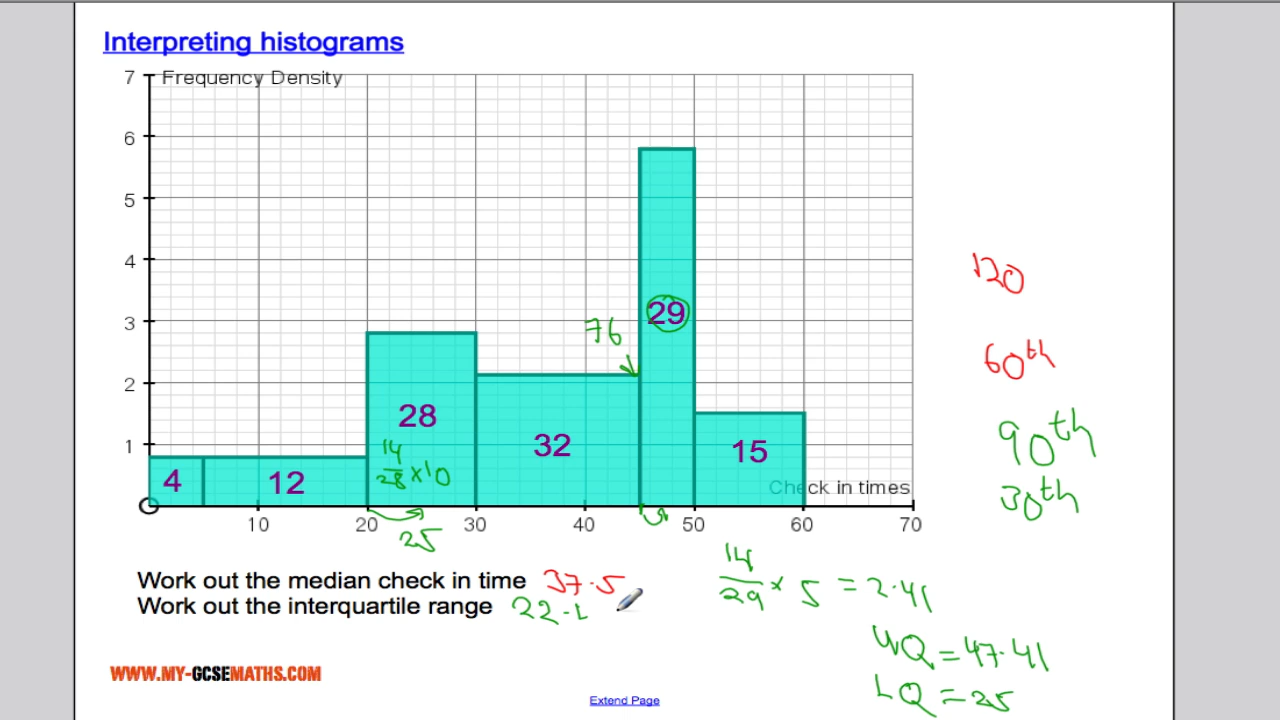 Interpreting histograms
7
Frequency Density
6
5
4
3
2
1
29
76
28
32
15
4
12
14
28 × 10
Check in times
10
20
30
40
50
60
70
25
5
120
60th
90th
30th
Work out the median check in time 37.5
Work out the interquartile range 22.1
14
29 × 5 = 2.41
UQ = 47.41
LQ = 25
WWW.MY-GCSEMATHS.COM
Extend Page